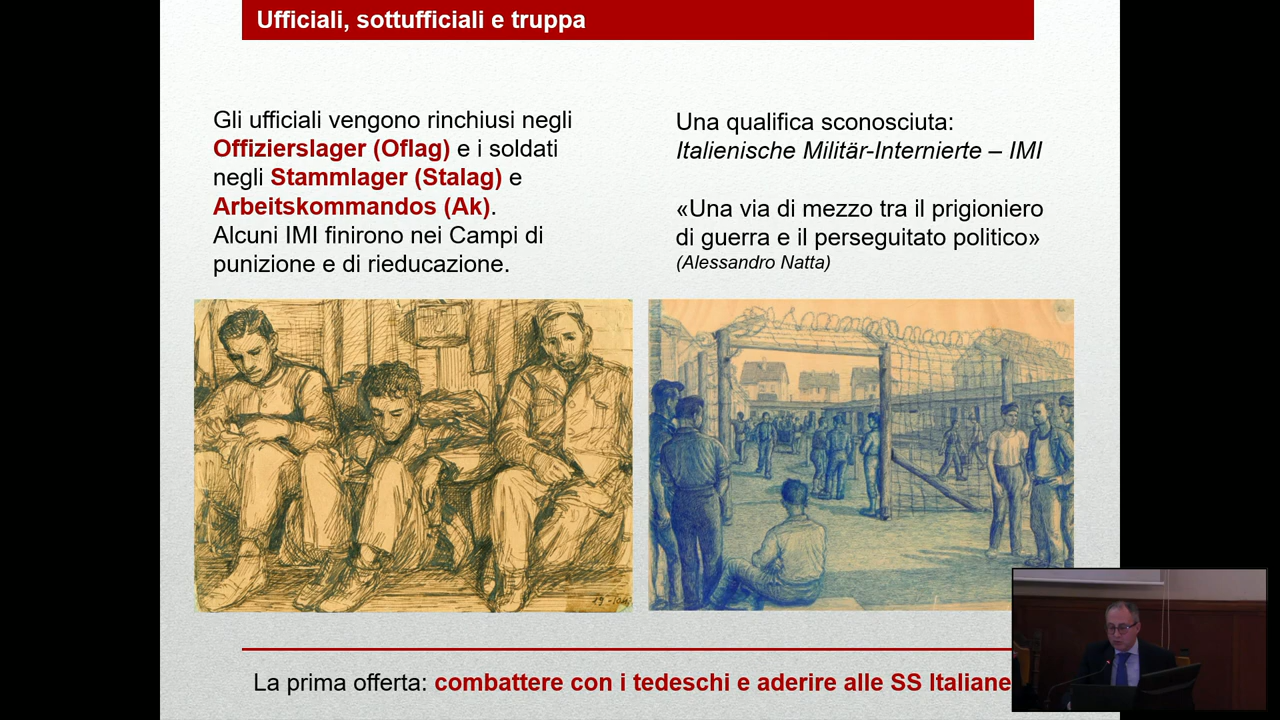 Ufficiali, sottufficiali e truppa
Gli ufficiali vengono rinchiusi negli
Offizierslager (Oflag) e i soldati
negli Stammlager (Stalag) e
Arbeitskommandos (Ak).
Alcuni IMI finirono nei Campi di
punizione e di rieducazione.
Una qualifica sconosciuta:
Italienische Militär-Internierte – IMI
«Una via di mezzo tra il prigioniero
di guerra e il perseguitato politico»
(Alessandro Natta)
La prima offerta: combattere con i tedeschi e aderire alle SS Italiane